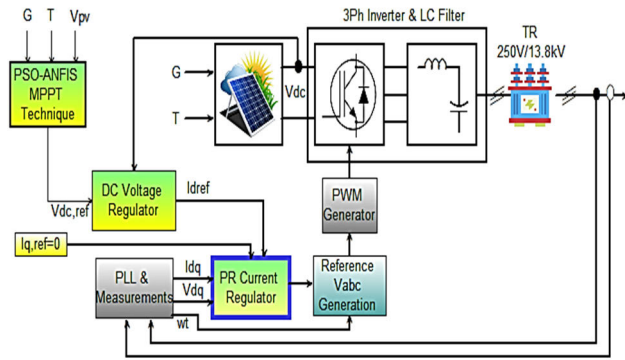 G T Vpv
PSO-ANFIS
MPPT
Technique
3Ph Inverter & LC Filter
TR
250V/13.8kV
G
T
Vdc
DC Voltage
Regulator
Idref
Vdc,ref
PWM
Generator
Iq,ref=0
PLL &
Measurements
Idq
Vdq
wt
PR Current
Regulator
Reference
Vabc
Generation